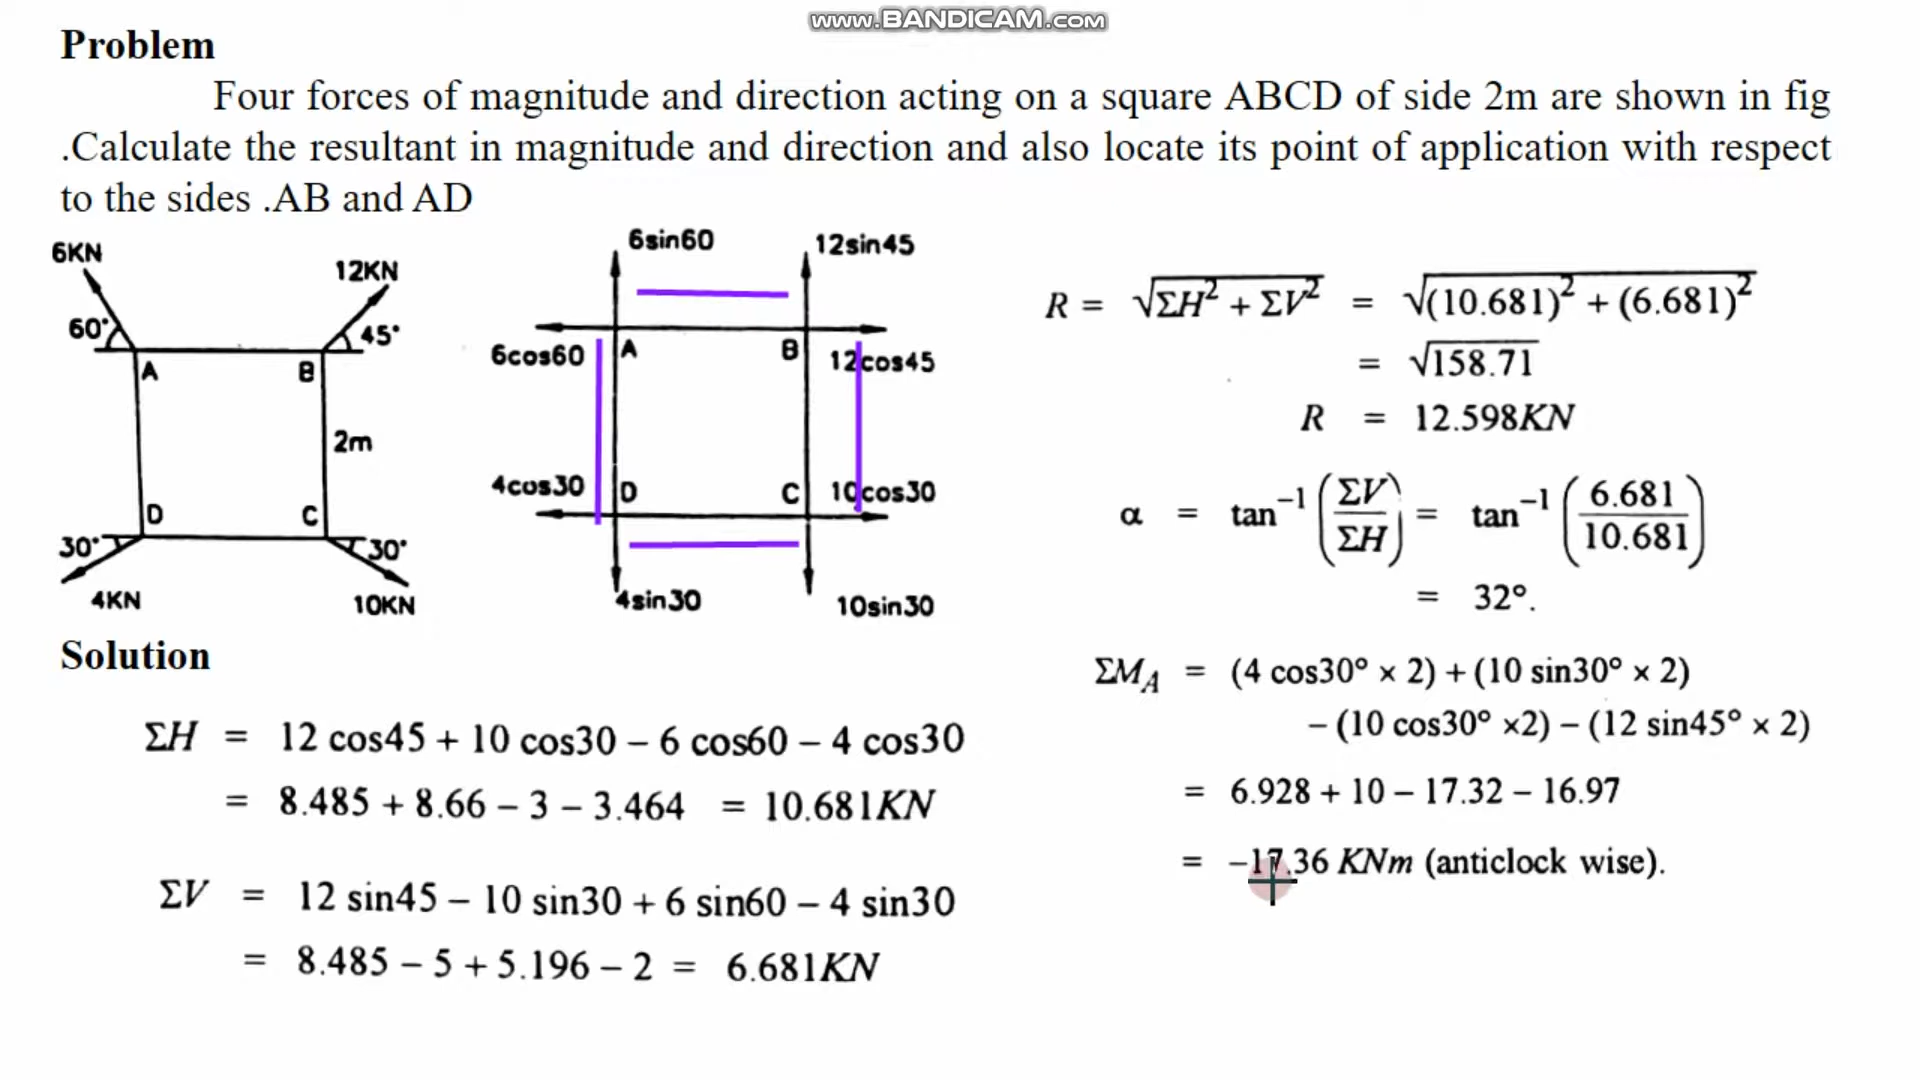 www.BANDICAM.com
Problem
Four forces of magnitude and direction acting on a square ABCD of side 2m are shown in fig
.Calculate the resultant in magnitude and direction and also locate its point of application with respect
to the sides .AB and AD
6KN
12KN
60°
45°
A
B
2m
D
C
30°
30°
4KN
10KN
6sin60
12sin45
6cos60
A
B
12cos45
4cos30
D
C
10cos30
4sin30
10sin30
R = √ΣH² + ΣV² = √(10.681)² + (6.681)²
= √158.71
R = 12.598KN
α = tan⁻¹ (ΣV/ΣH) = tan⁻¹ (6.681/10.681)
= 32°.
ΣM_A = (4 cos30° × 2) + (10 sin30° × 2)
– (10 cos30° ×2) – (12 sin45° × 2)
= 6.928 + 10 – 17.32 – 16.97
= –17.36 KNm (anticlock wise).
Solution
ΣH = 12 cos45 + 10 cos30 – 6 cos60 – 4 cos30
= 8.485 + 8.66 – 3 – 3.464 = 10.681KN
ΣV = 12 sin45 – 10 sin30 + 6 sin60 – 4 sin30
= 8.485 – 5 + 5.196 – 2 = 6.681KN